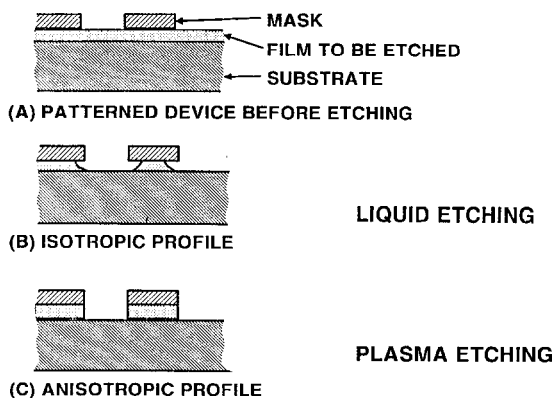 MASK
FILM TO BE ETCHED
SUBSTRATE
(A) PATTERNED DEVICE BEFORE ETCHING
LIQUID ETCHING
(B) ISOTROPIC PROFILE
PLASMA ETCHING
(C) ANISOTROPIC PROFILE